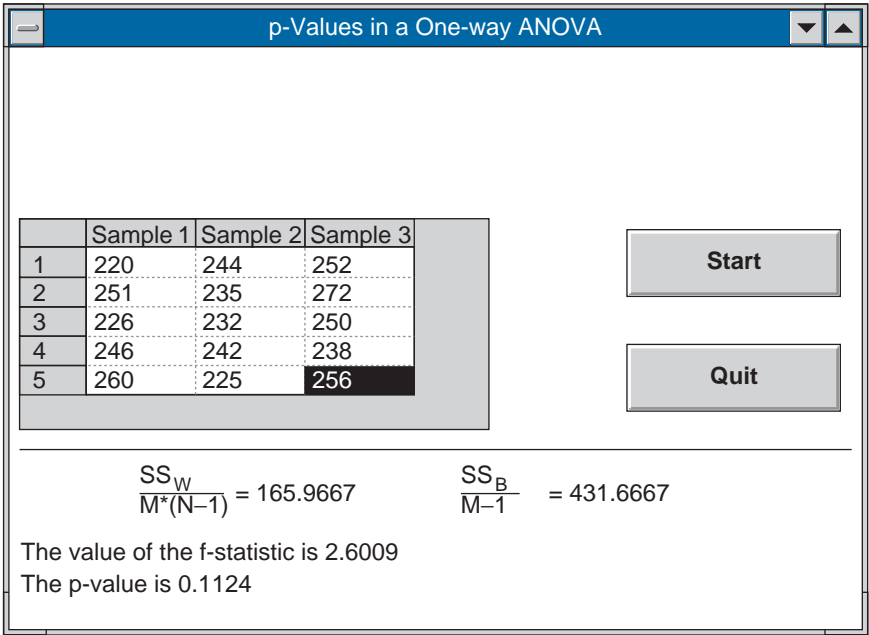 p-Values in a One-way ANOVA
Sample 1 Sample 2 Sample 3
1 220 244 252
2 251 235 272
3 226 232 250
4 246 242 238
5 260 225 256
Start
Quit
SS_W / M*(N−1) = 165.9667
SS_B / M−1 = 431.6667
The value of the f-statistic is 2.6009
The p-value is 0.1124